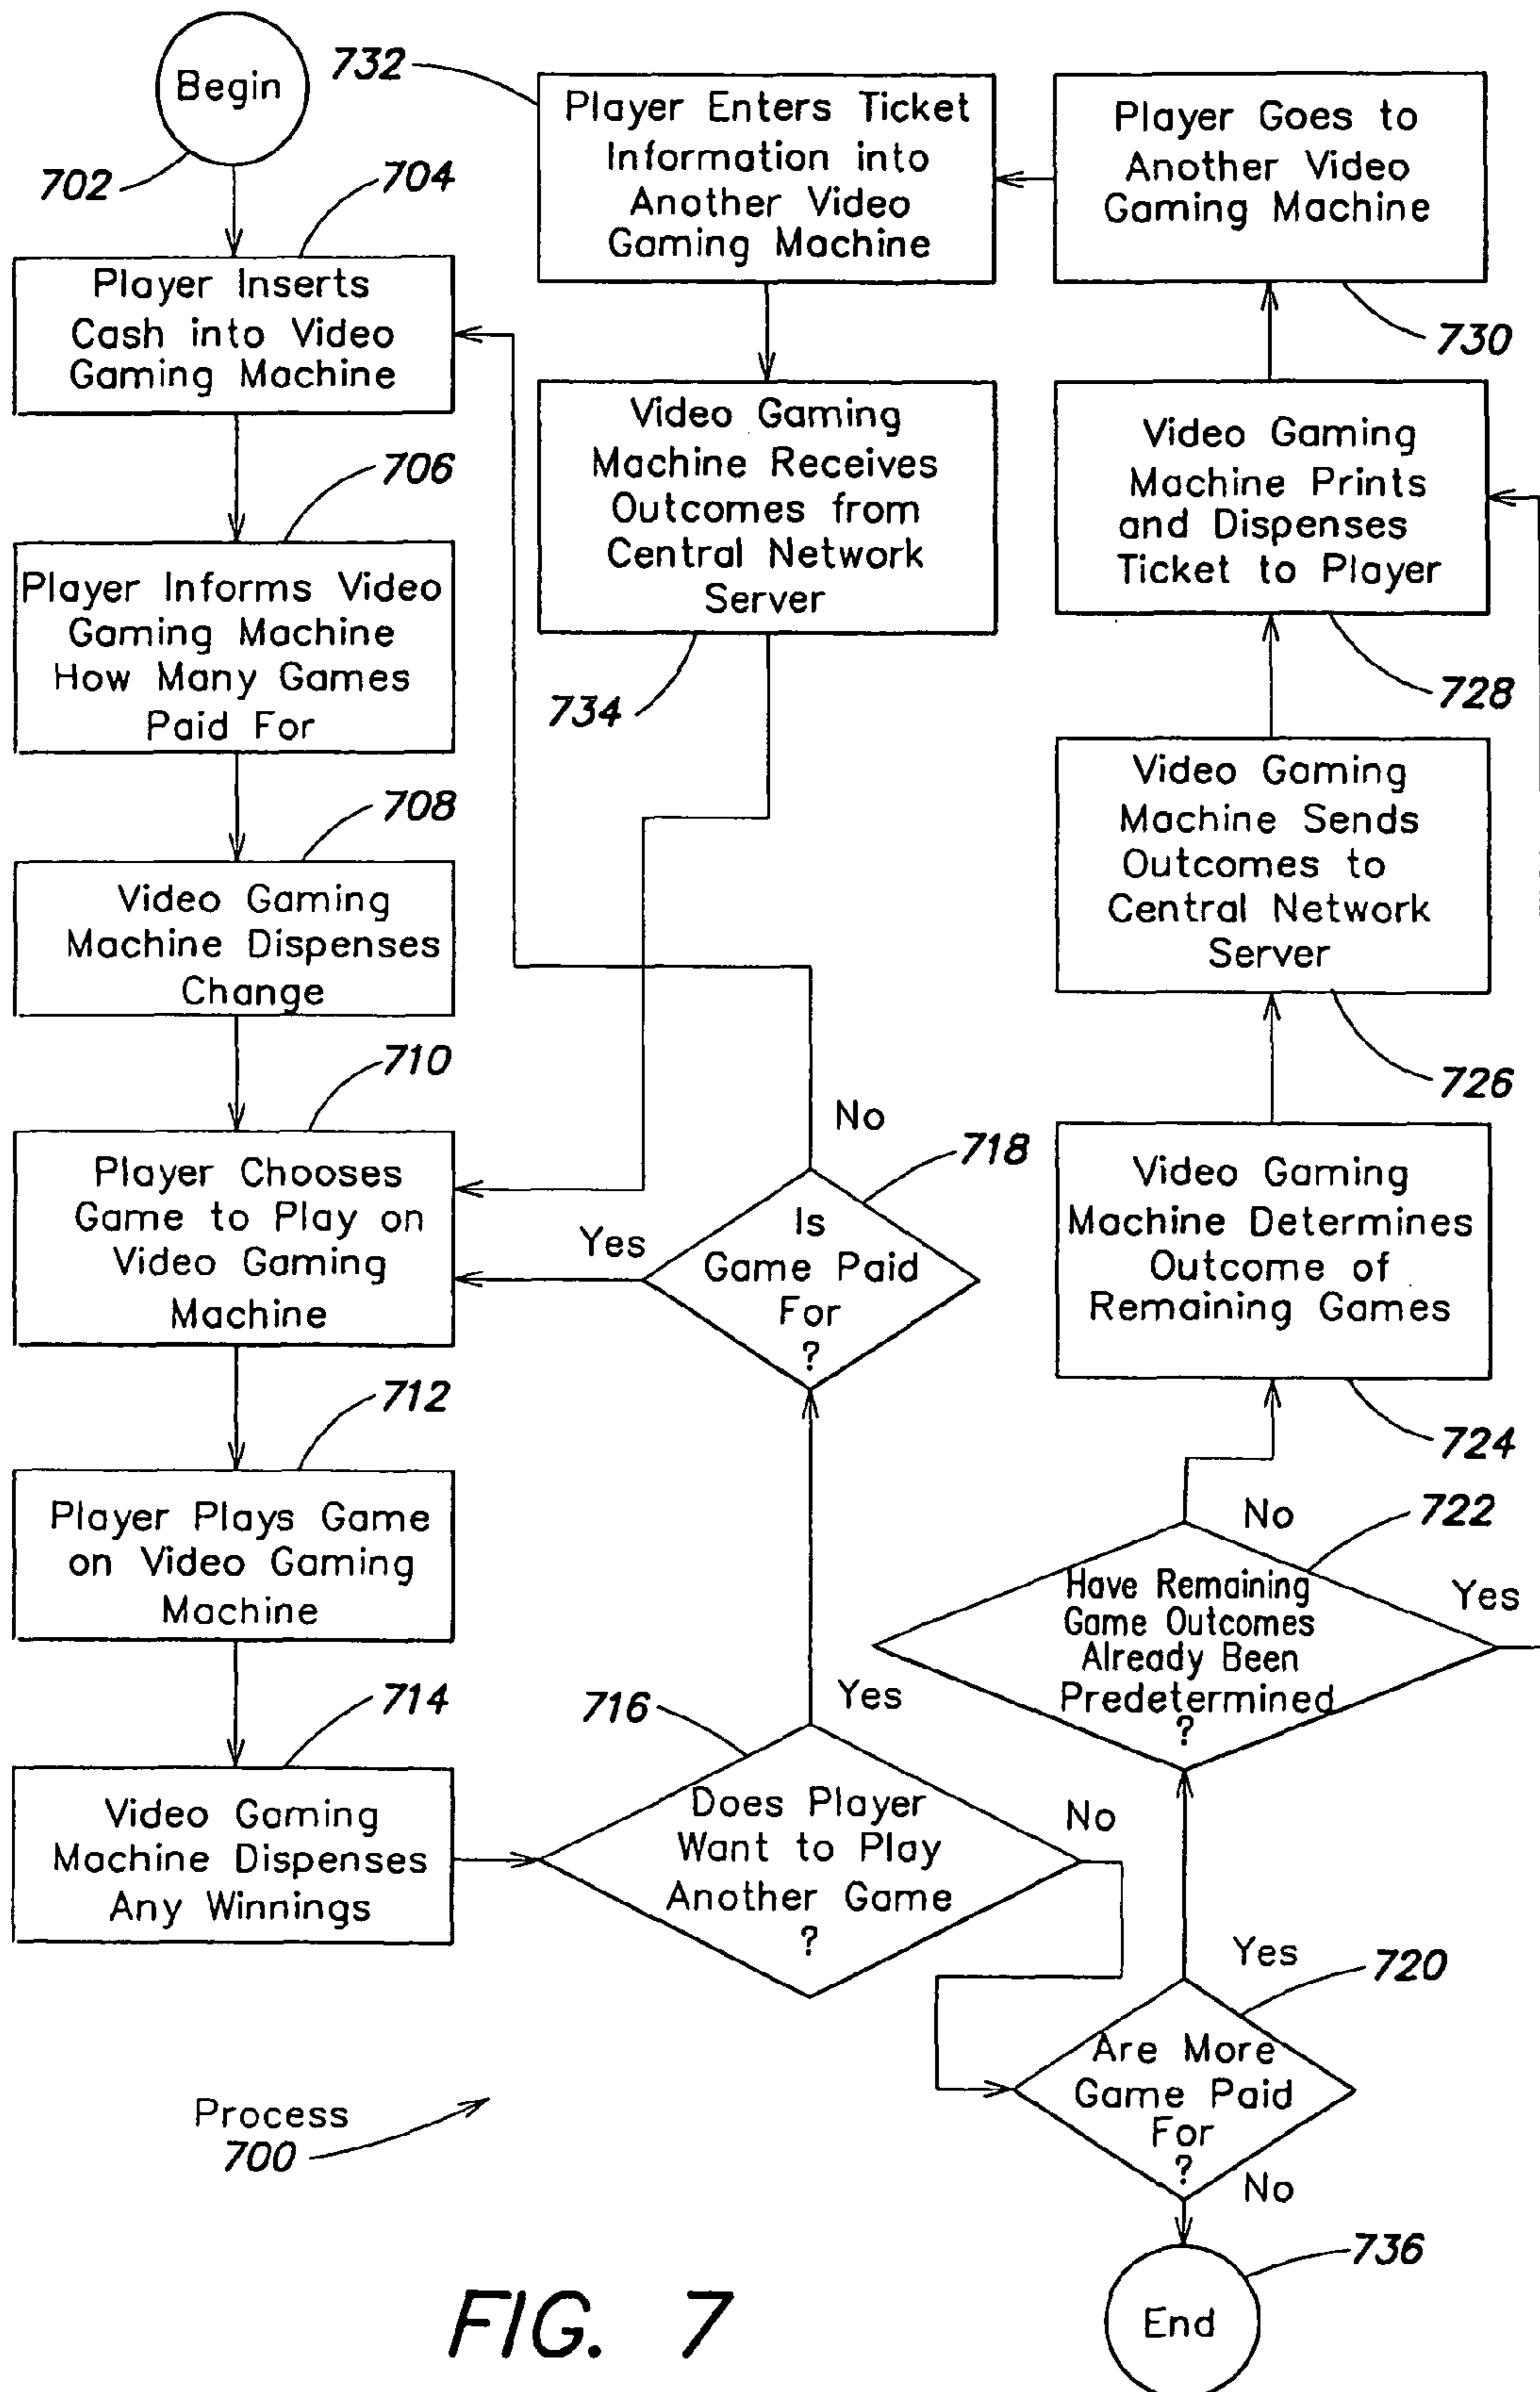 Begin
702
704
Player Inserts
Cash into Video
Gaming Machine
706
Player Informs Video
Gaming Machine
How Many Games
Paid For
708
Video Gaming
Machine Dispenses
Change
710
Player Chooses
Game to Play on
Video Gaming
Machine
712
Player Plays Game
on Video Gaming
Machine
714
Video Gaming
Machine Dispenses
Any Winnings
716
Does Player
Want to Play
Another Game
?
Yes
No
718
Is
Game Paid
For
?
Yes
No
720
Are More
Game Paid
For
?
Yes
No
722
Have Remaining
Game Outcomes
Already Been
Predetermined
?
No
Yes
724
Video Gaming
Machine Determines
Outcome of
Remaining Games
726
Video Gaming
Machine Sends
Outcomes to
Central Network
Server
728
Video Gaming
Machine Prints
and Dispenses
Ticket to Player
730
Player Goes to
Another Video
Gaming Machine
732
Player Enters Ticket
Information into
Another Video
Gaming Machine
734
Video Gaming
Machine Receives
Outcomes from
Central Network
Server
736
End
Process
700
FIG. 7